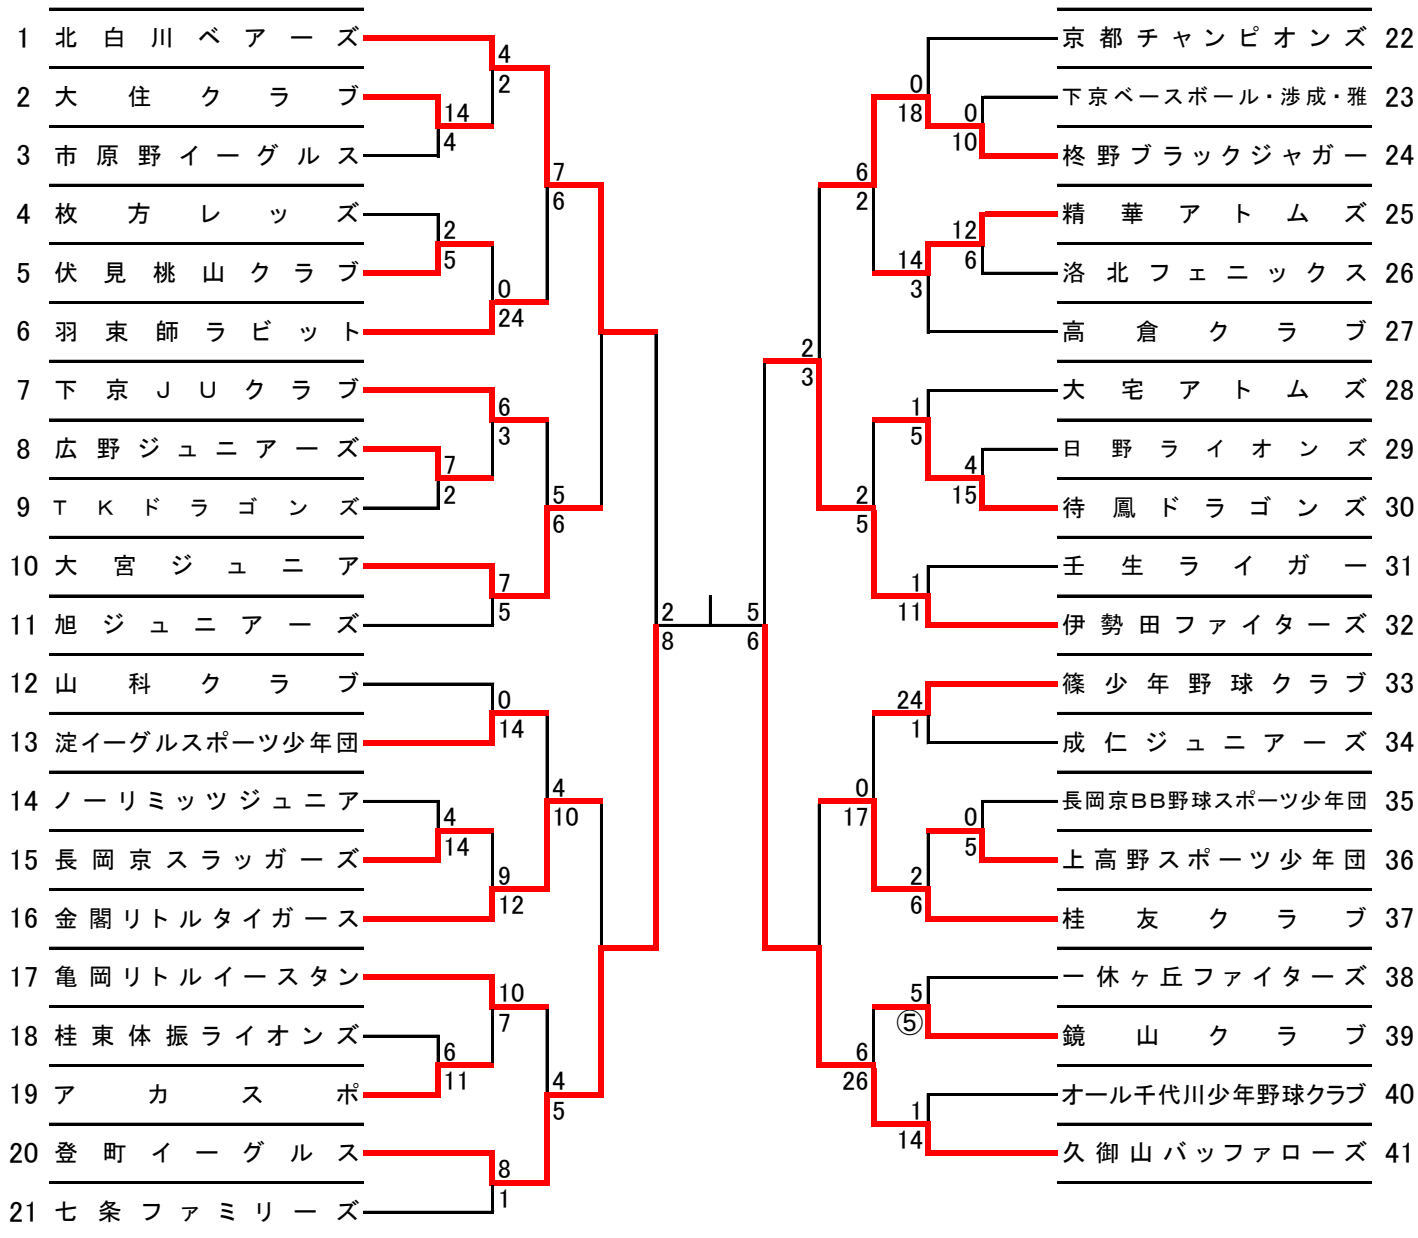 1 北白川ベアーズ
2 大住クラブ
3 市原野イーグルス
4 枚方レッズ
5 伏見桃山クラブ
6 羽束師ラビット
7 下京JUクラブ
8 広野ジュニアーズ
9 TKドラゴンズ
10 大宮ジュニア
11 旭ジュニアーズ
12 山科クラブ
13 淀イーグルスポーツ少年団
14 ノーリミッツジュニア
15 長岡京スラッガーズ
16 金閣リトルタイガース
17 亀岡リトルイースタン
18 桂東体振ライオンズ
19 アカスポ
20 登町イーグルス
21 七条ファミリーズ
4
2
14
4
7
6
2
5
0
24
6
3
7
2
5
6
7
5
0
14
4
10
4
14
9
12
10
7
6
11
4
5
8
1
2
8
5
6
0
18
0
10
6
2
12
6
14
3
2
3
1
5
4
15
2
5
1
11
24
1
0
17
0
5
2
6
5
⑤
6
26
1
14
京都チャンピオンズ 22
下京ベースボール・渉成・雅 23
柊野ブラックジャガー 24
精華アトムズ 25
洛北フェニックス 26
高倉クラブ 27
大宅アトムズ 28
日野ライオンズ 29
待鳳ドラゴンズ 30
壬生ライガー 31
伊勢田ファイターズ 32
篠少年野球クラブ 33
成仁ジュニアーズ 34
長岡京BB野球スポーツ少年団 35
上高野スポーツ少年団 36
桂友クラブ 37
一休ヶ丘ファイターズ 38
鏡山クラブ 39
オール千代川少年野球クラブ 40
久御山バッファローズ 41